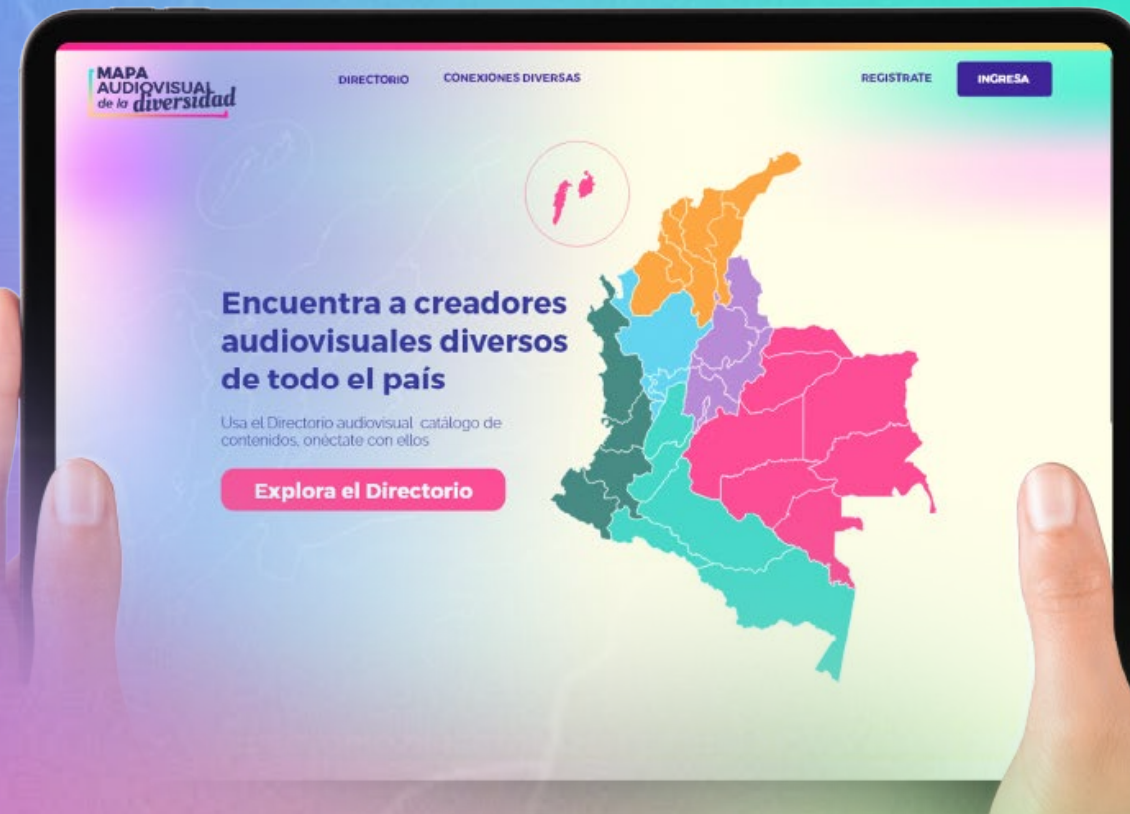 MAPA
AUDIOVISUAL
de la diversidad
DIRECTORIO
CONEXIONES DIVERSAS
REGISTRATE
INGRESA
Encuentra a creadores
audiovisuales diversos
de todo el país
Usa el Directorio audiovisual catálogo de
contenidos, onéctate con ellos
Explora el Directorio